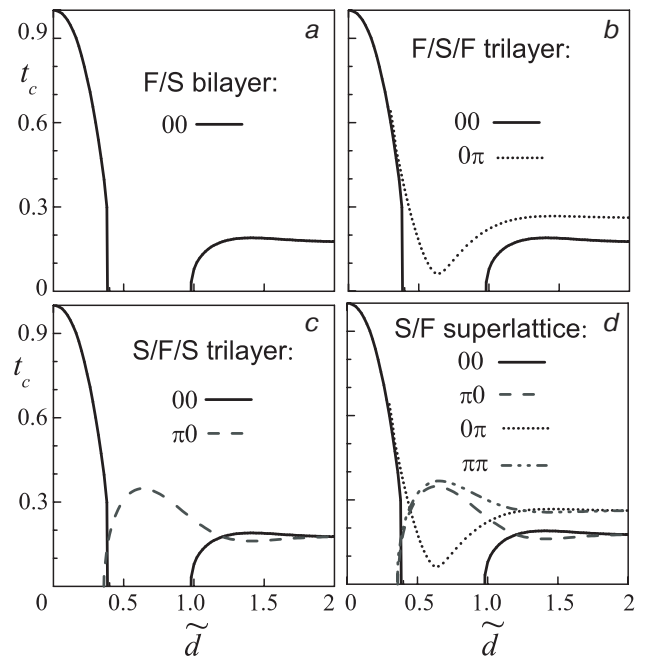 a
0.9
t_c
F/S bilayer:
00
0.6
0.3
0
b
F/S/F trilayer:
00
0π
c
0.9
t_c
S/F/S trilayer:
00
π0
0.6
0.3
0 0.5 1.0 1.5 2
d̃
d
S/F superlattice:
00
π0
0π
ππ
0 0.5 1.0 1.5 2
d̃